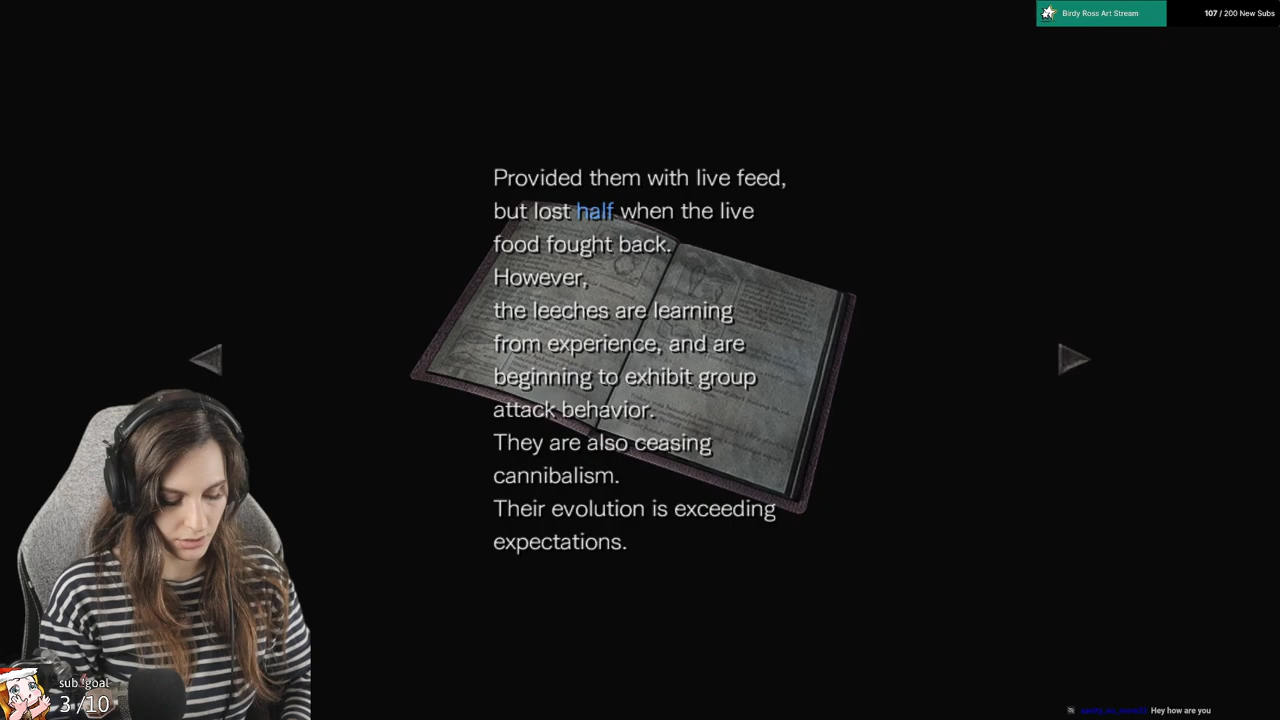 Birdy Ross Art Stream
107 / 200 New Subs
Provided them with live feed,
but lost half when the live
food fought back.
However,
the leeches are learning
from experience, and are
beginning to exhibit group
attack behavior.
They are also ceasing
cannibalism.
Their evolution is exceeding
expectations.
sub goal
3 /10
Hey how are you